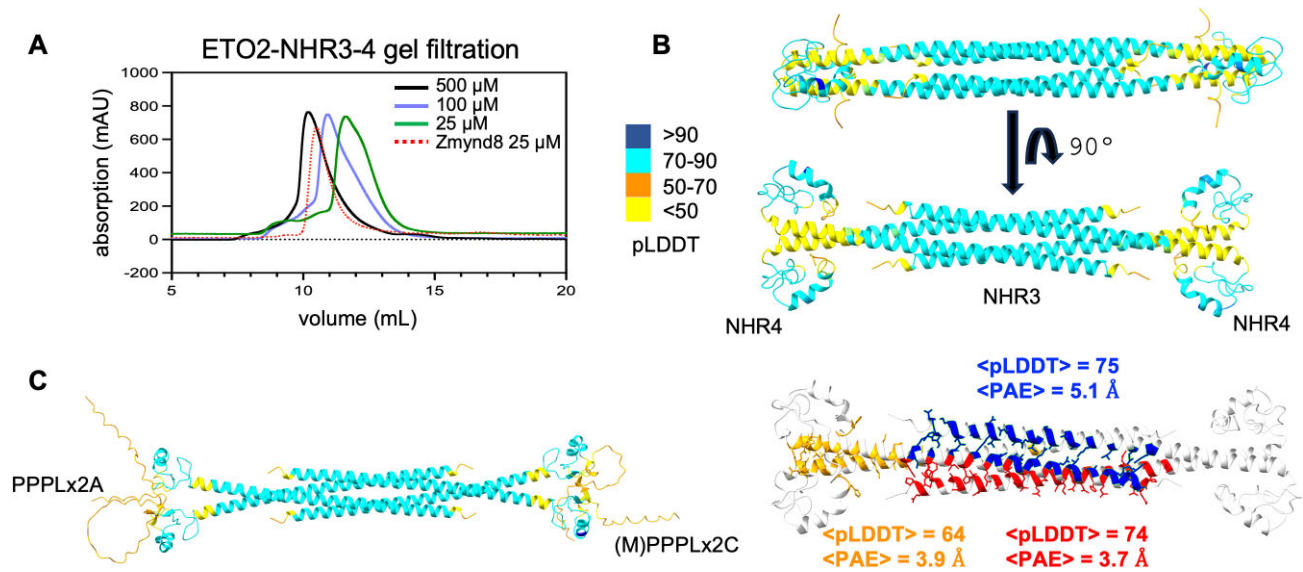 A
ETO2-NHR3-4 gel filtration
absorption (mAU)
1000
800
600
400
200
0
-200
500 µM
100 µM
25 µM
Zmynd8 25 µM
5
10
15
20
volume (mL)
B
>90
70-90
50-70
<50
pLDDT
90°
NHR4
NHR3
NHR4
<pLDDT> = 75
<PAE> = 5.1 Å
<pLDDT> = 64
<PAE> = 3.9 Å
<pLDDT> = 74
<PAE> = 3.7 Å
C
PPPLx2A
(M)PPPLx2C